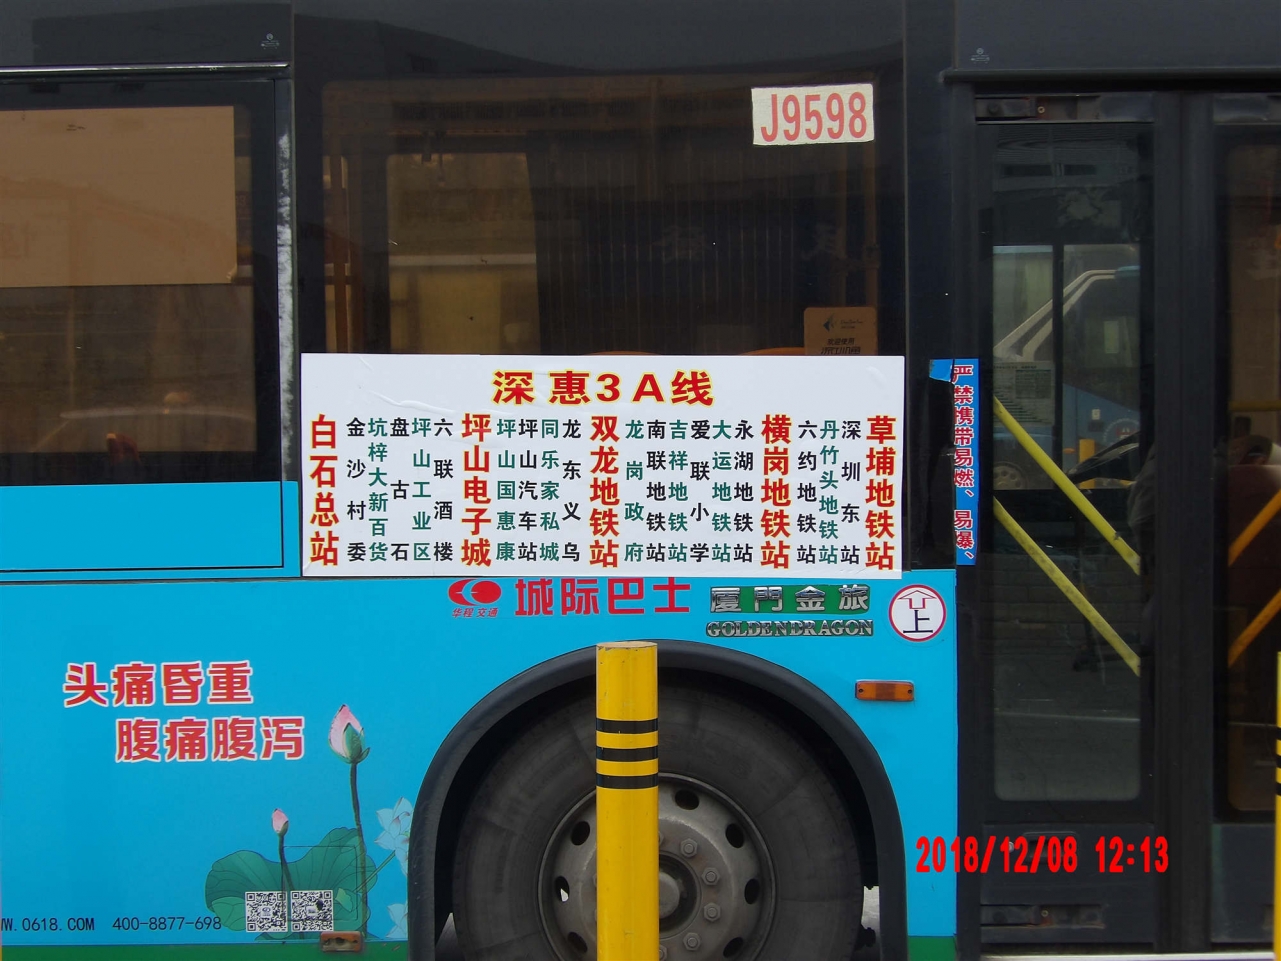 J9598
深惠3A线
白石总站
金沙村委
坑梓大新百货
盘古石
坪山工业区
六联酒楼
坪山电子城
坪山国惠康
坪山汽车站
同乐家私城
龙东义乌
双龙地铁站
龙岗政府
南联地铁站
吉祥地铁站
爱联小学
大运地铁站
永湖地铁站
横岗地铁站
六约地铁站
丹竹头地铁站
深圳东站
草埔地铁站
严禁携带易燃、易爆、
华程交通
城际巴士
厦門金旅
GOLDENDRAGON
上
头痛昏重
腹痛腹泻
W.0618.COM 400-8877-698
2018/12/08 12:13